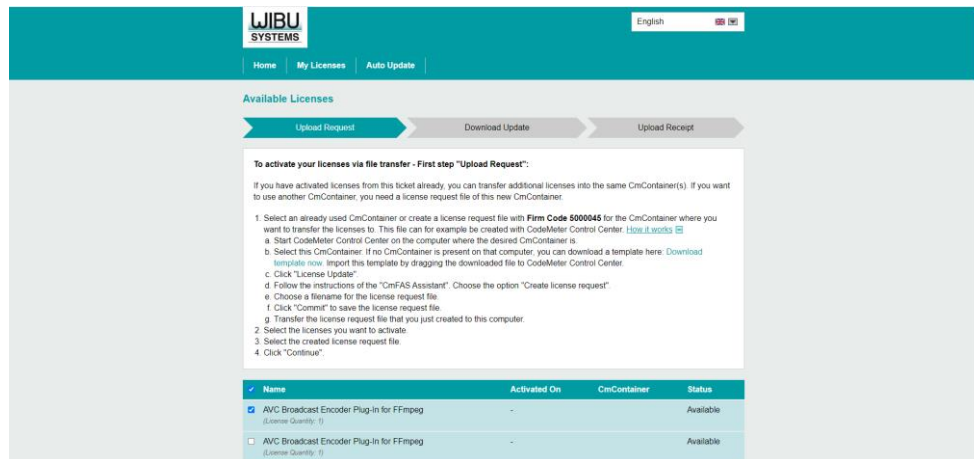 WIBU
SYSTEMS
English
Home My Licenses Auto Update
Available Licenses
Upload Request Download Update Upload Receipt
To activate your licenses via file transfer - First step "Upload Request":
If you have activated licenses from this ticket already, you can transfer additional licenses into the same CmContainer(s). If you want
to use another CmContainer, you need a license request file of this new CmContainer.
1. Select an already used CmContainer or create a license request file with Firm Code 5000045 for the CmContainer where you
want to transfer the licenses to. This file can for example be created with CodeMeter Control Center. How it works
a. Start CodeMeter Control Center on the computer where the desired CmContainer is.
b. Select this CmContainer. If no CmContainer is present on that computer, you can download a template here: Download
template now. Import this template by dragging the downloaded file to CodeMeter Control Center.
c. Click "License Update".
d. Follow the instructions of the "CmFAS Assistant". Choose the option "Create license request".
e. Choose a filename for the license request file.
f. Click "Commit" to save the license request file.
g. Transfer the license request file that you just created to this computer.
2. Select the licenses you want to activate.
3. Select the created license request file.
4. Click "Continue".
Name Activated On CmContainer Status
AVC Broadcast Encoder Plug-In for FFmpeg - Available
(License Quantity: 1)
AVC Broadcast Encoder Plug-In for FFmpeg - Available
(License Quantity: 1)